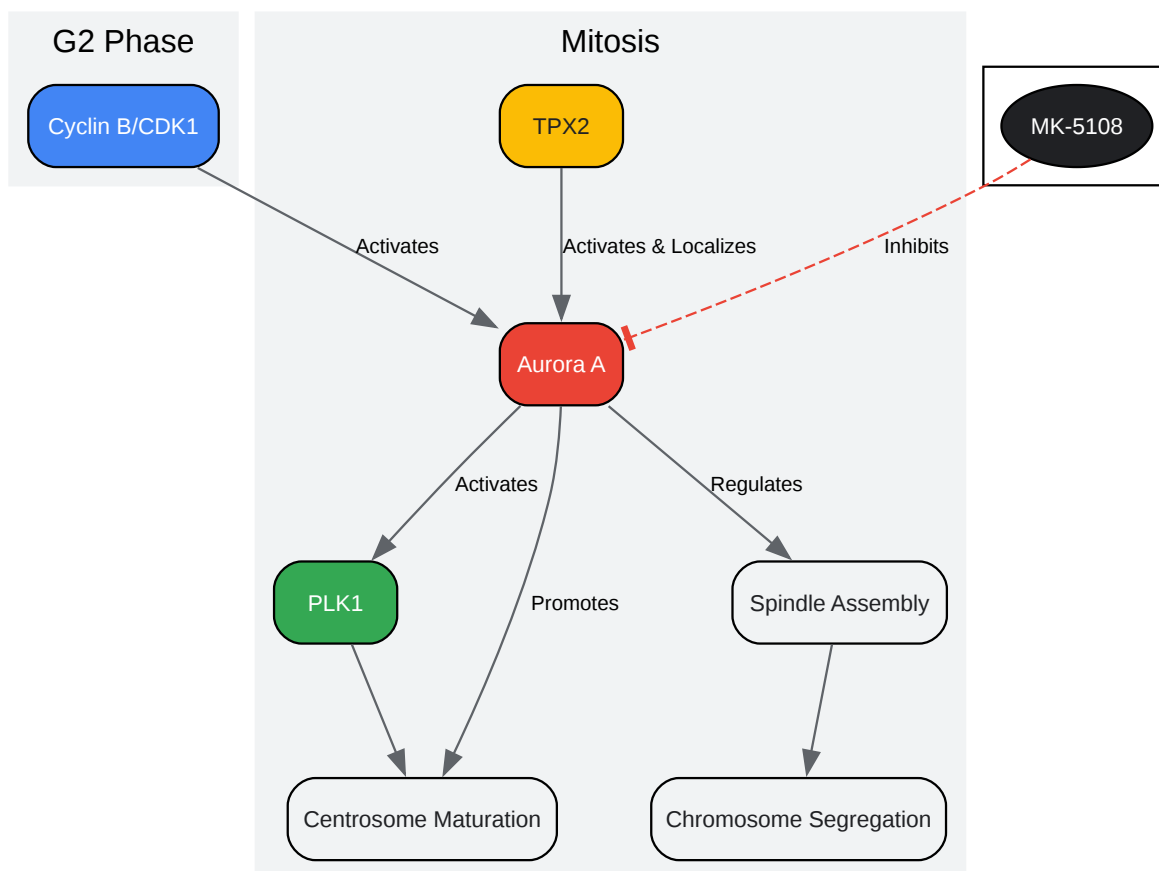 G2 Phase
Mitosis
Cyclin B/CDK1
TPX2
MK-5108
Activates
Activates & Localizes
Inhibits
Aurora A
Activates
Regulates
PLK1
Promotes
Spindle Assembly
Centrosome Maturation
Chromosome Segregation